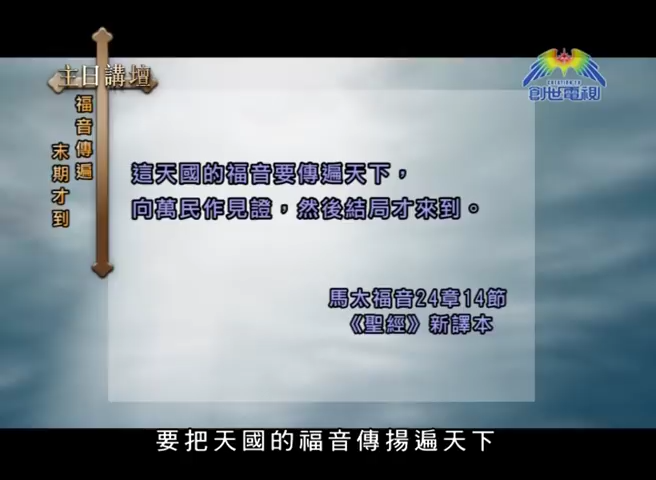 主日講壇
福音傳遍
末期才到
創世電視
這天國的福音要傳遍天下，
向萬民作見證，然後結局才來到。
馬太福音24章14節
《聖經》新譯本
要把天國的福音傳揚遍天下